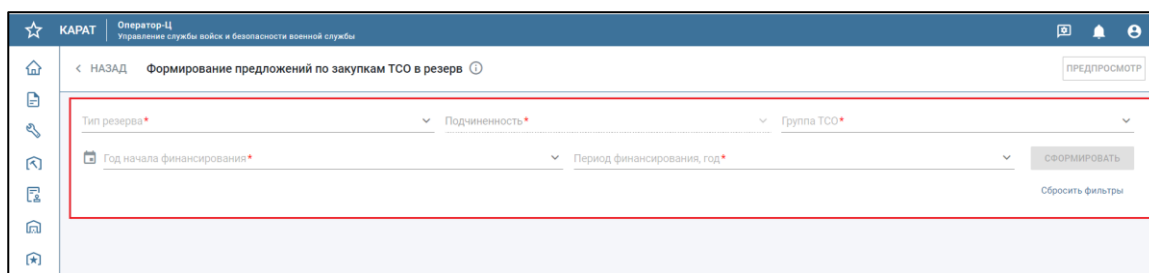 КАРАТ
Оператор-Ц
Управление службы войск и безопасности военной службы
НАЗАД Формирование предложений по закупкам ТСО в резерв
ПРЕДПРОСМОТР
Тип резерва* Подчиненность* Группа ТСО*
Год начала финансирования* Период финансирования, год* СФОРМИРОВАТЬ
Сбросить фильтры